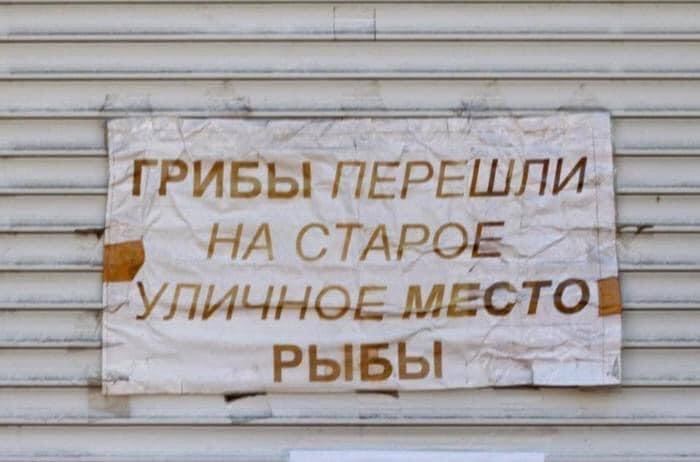 ГРИБЫ ПЕРЕШЛИ
НА СТАРОЕ
УЛИЧНОЕ МЕСТО
РЫБЫ